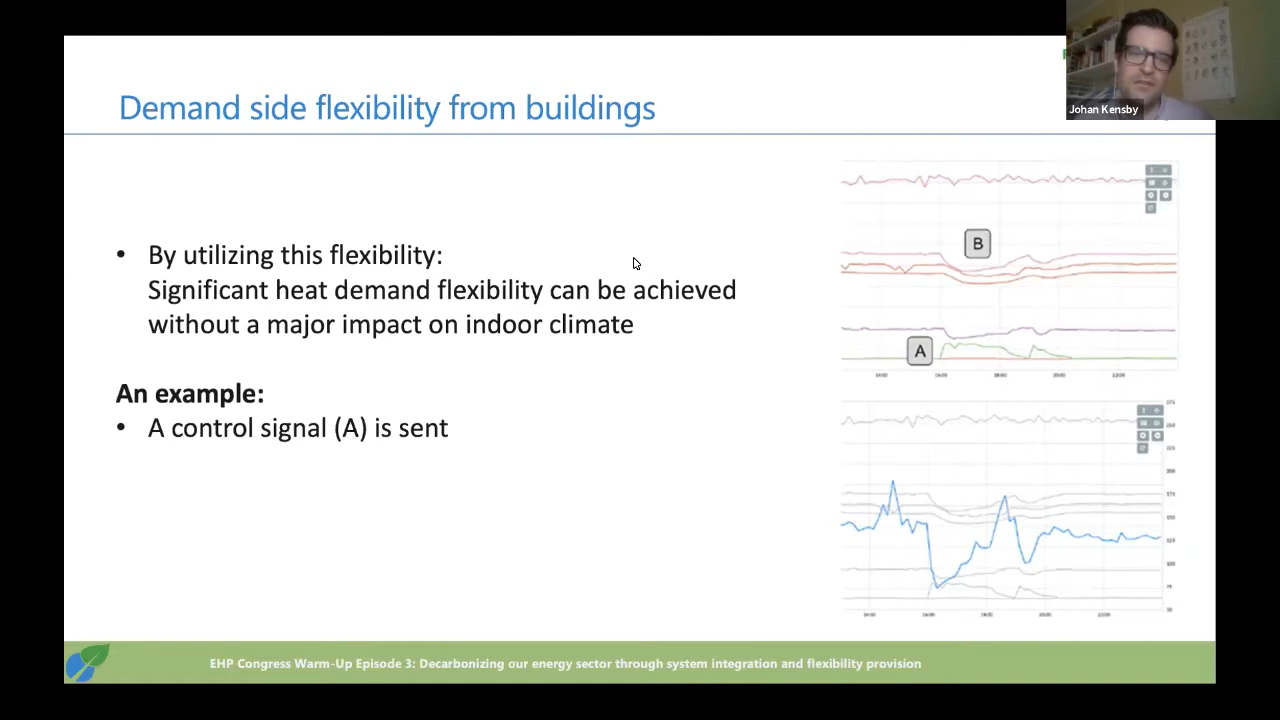 Demand side flexibility from buildings
Johan Kensby
• By utilizing this flexibility:
Significant heat demand flexibility can be achieved
without a major impact on indoor climate
An example:
• A control signal (A) is sent
B
A
EHP Congress Warm-Up Episode 3: Decarbonizing our energy sector through system integration and flexibility provision